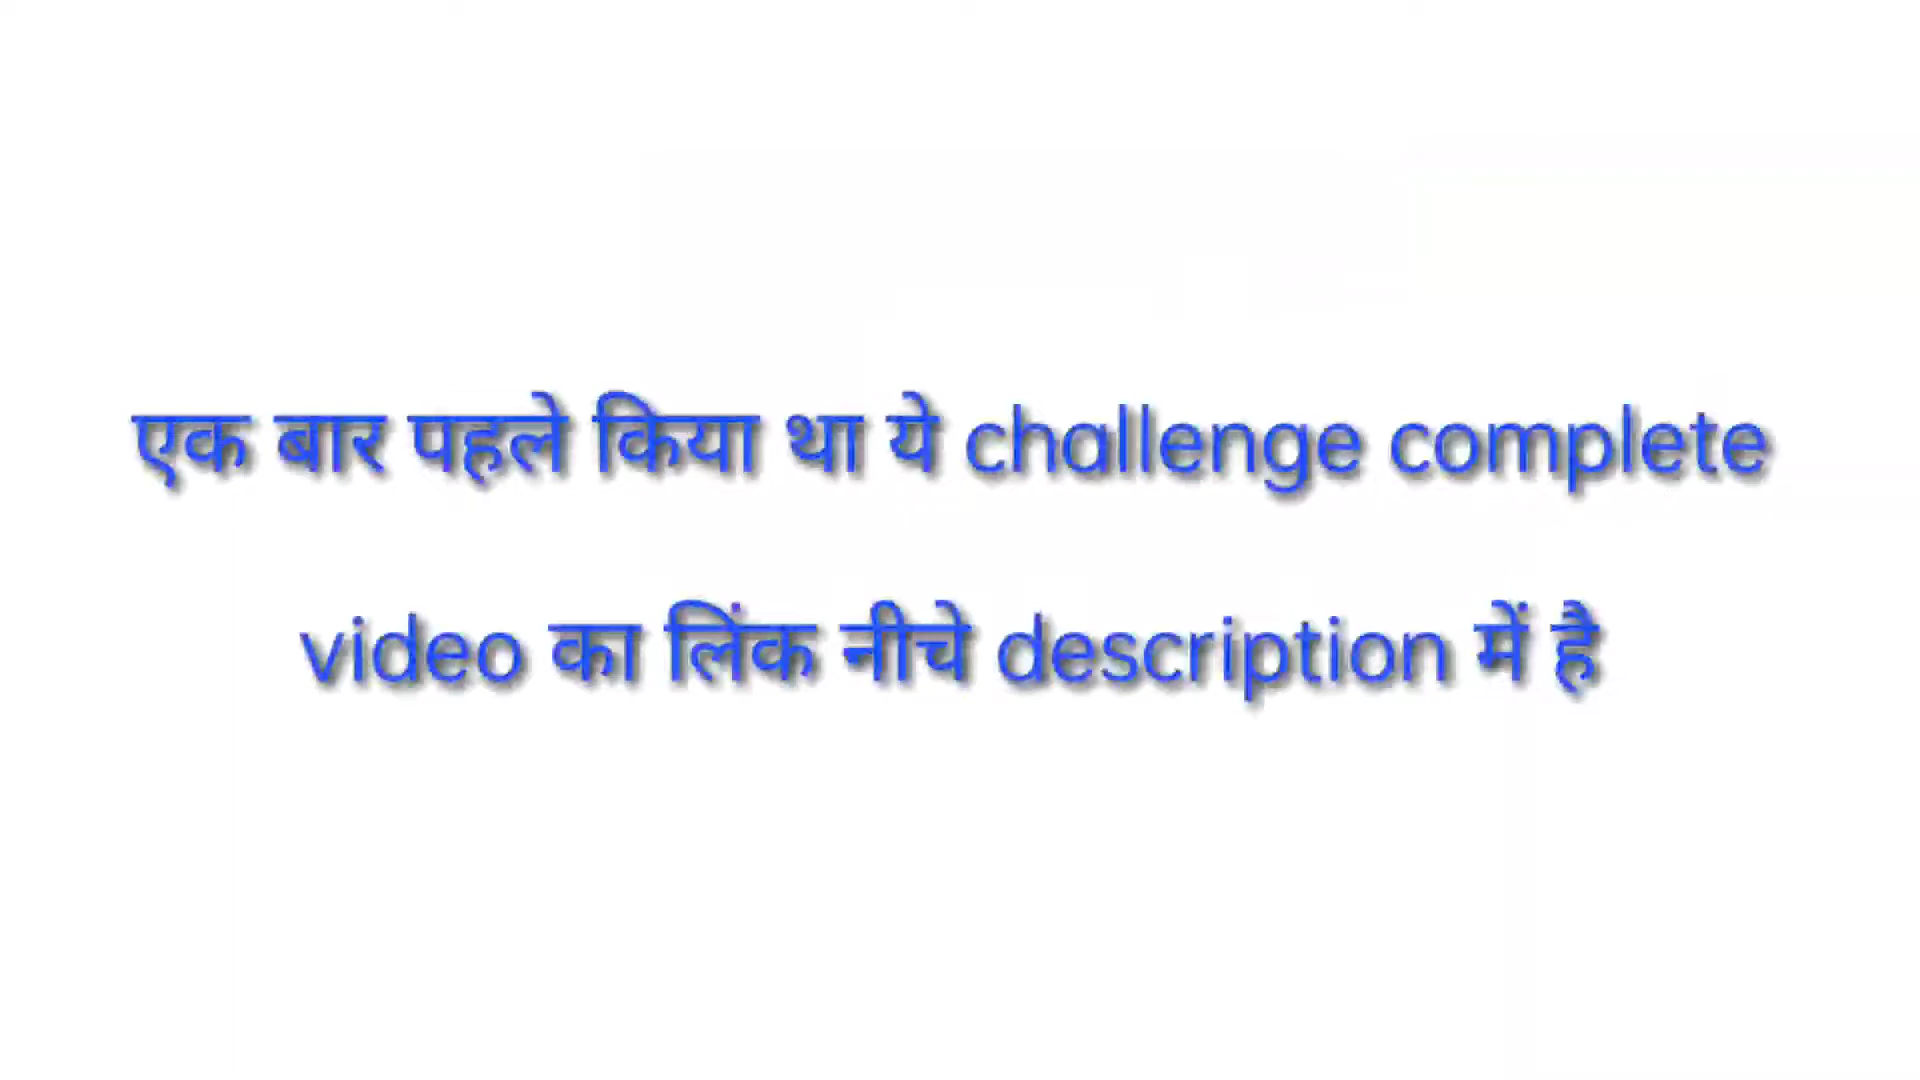 एक बार पहले किया था ये challenge complete
video का लिंक नीचे description में है